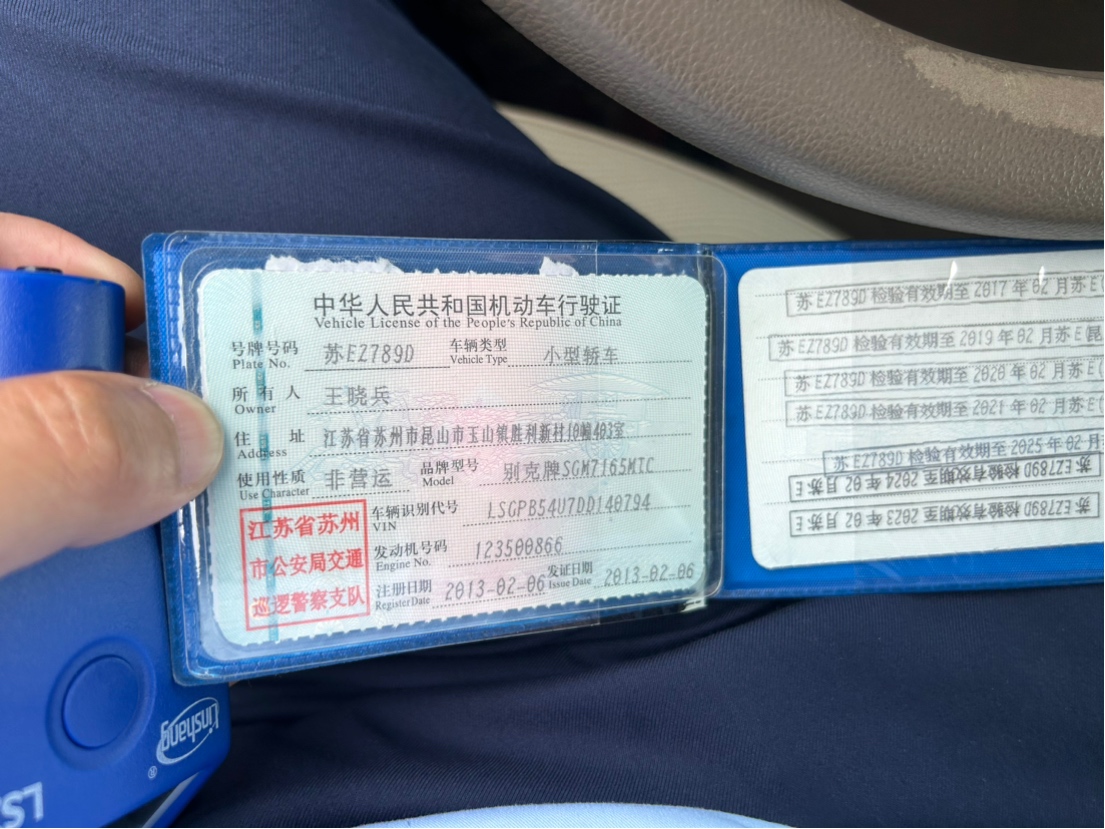 中华人民共和国机动车行驶证
Vehicle License of the People's Republic of China
号牌号码 苏EZ789D 车辆类型 小型轿车
Plate No. Vehicle Type
所有人 王晓兵
Owner
住址 江苏省苏州市昆山市玉山镇胜利新村10幢403室
Address
使用性质 非营运 品牌型号 别克牌SGM7165MTC
Use Character Model
江苏省苏州
市公安局交通
巡逻警察支队
车辆识别代号 LSGPB54U7DD140794
VIN
发动机号码 123500866
Engine No.
注册日期 2013-02-06 发证日期 2013-02-06
Register Date Issue Date
苏EZ789D 检验有效期至 2017年02月苏E(
苏EZ789D 检验有效期至 2019年02月苏E(昆
苏EZ789D 检验有效期至 2020年02月苏E(
苏EZ789D 检验有效期至 2021年02月苏E(
苏EZ789D 检验有效期至 2025年02月
苏EZ789D 检验有效期至 2024年02月苏E
苏EZ789D 检验有效期至 2023年02月苏E
Linshang®
LS